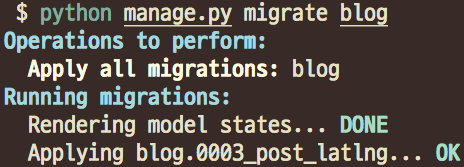 $ python manage.py migrate blog
Operations to perform:
Apply all migrations: blog
Running migrations:
Rendering model states... DONE
Applying blog.0003_post_latlng... OK